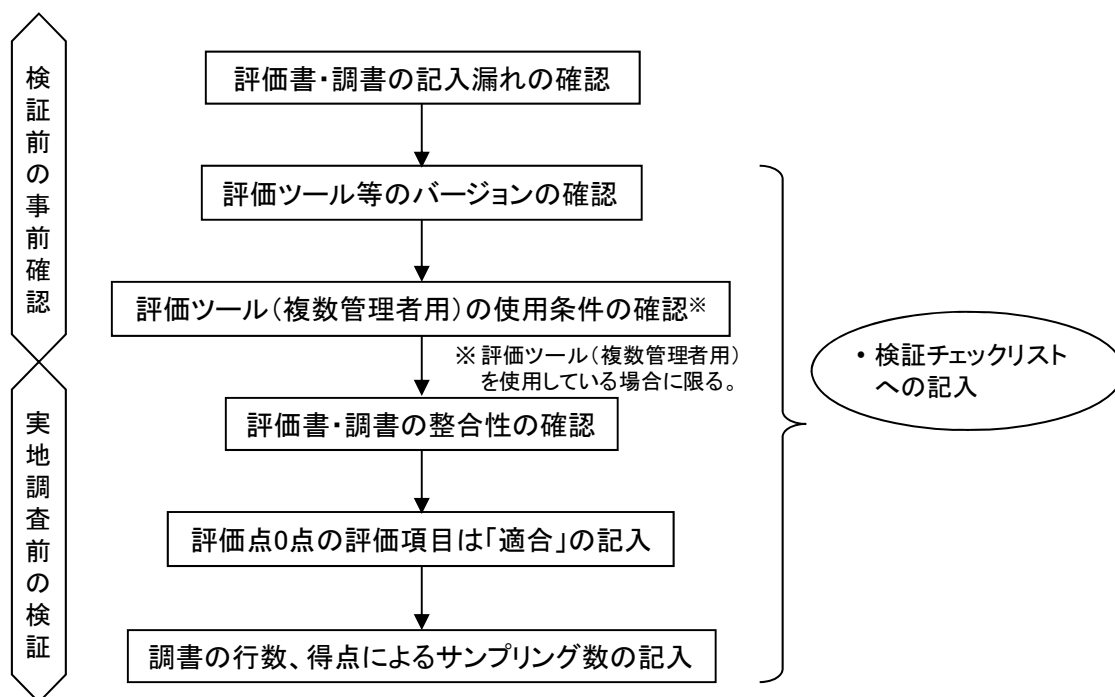 検証前の事前確認
評価書・調書の記入漏れの確認
評価ツール等のバージョンの確認
評価ツール（複数管理者用）の使用条件の確認※
※ 評価ツール（複数管理者用）
を使用している場合に限る。
実地調査前の検証
評価書・調書の整合性の確認
評価点0点の評価項目は「適合」の記入
調書の行数、得点によるサンプリング数の記入
・検証チェックリスト
への記入